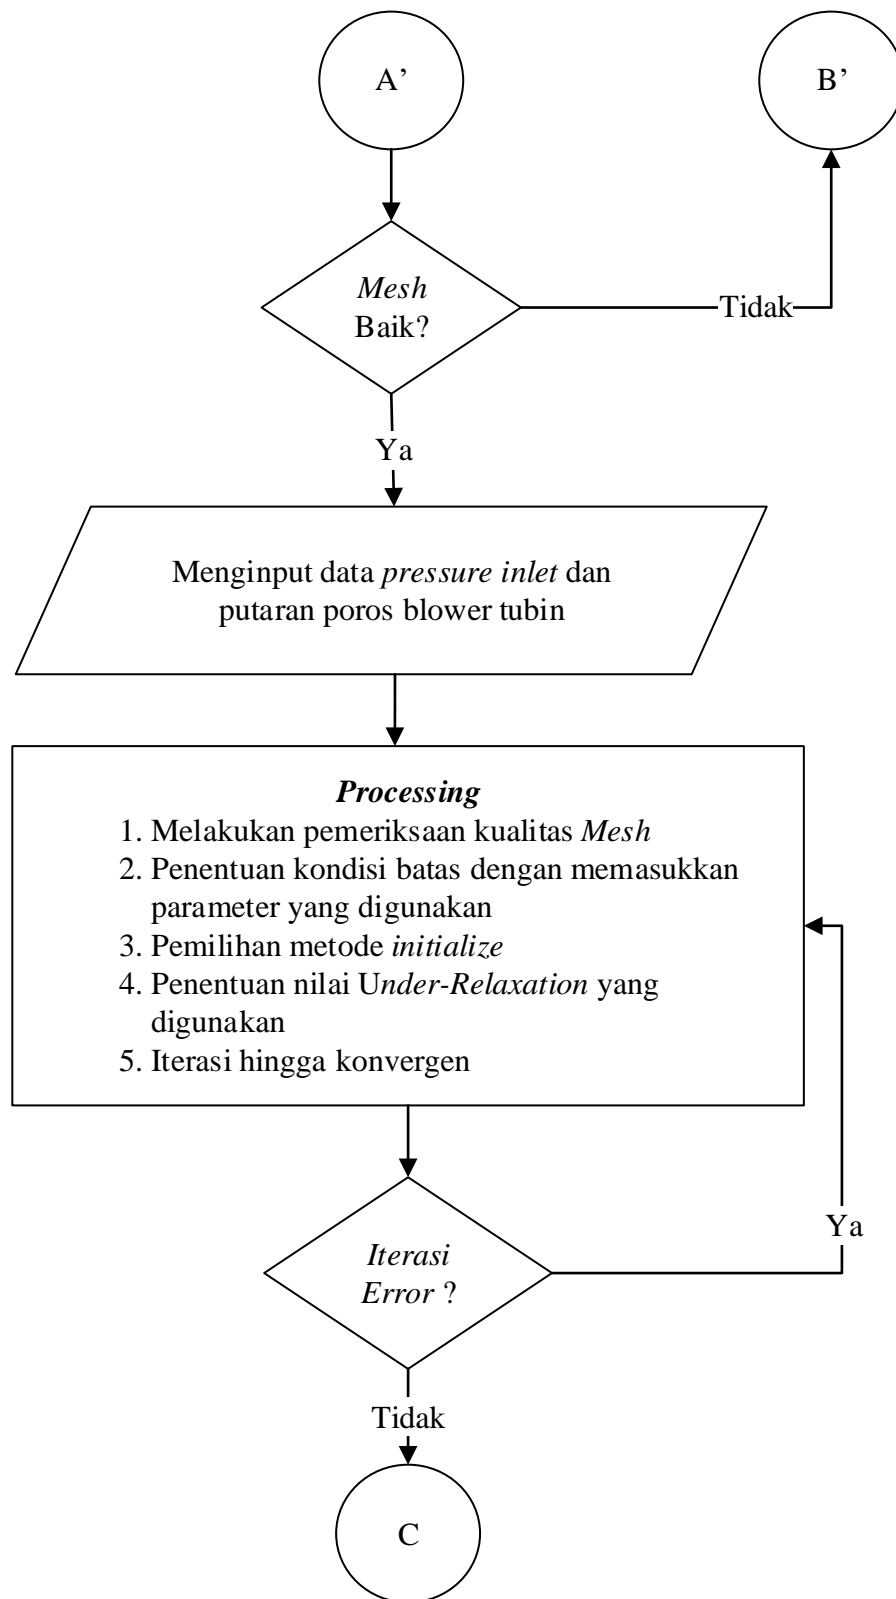 A’
B’
Mesh
Baik?
Tidak
Ya
Menginput data pressure inlet dan
putaran poros blower tubin
Processing
1. Melakukan pemeriksaan kualitas Mesh
2. Penentuan kondisi batas dengan memasukkan
parameter yang digunakan
3. Pemilihan metode initialize
4. Penentuan nilai Under-Relaxation yang
digunakan
5. Iterasi hingga konvergen
Ya
Iterasi
Error ?
Tidak
C